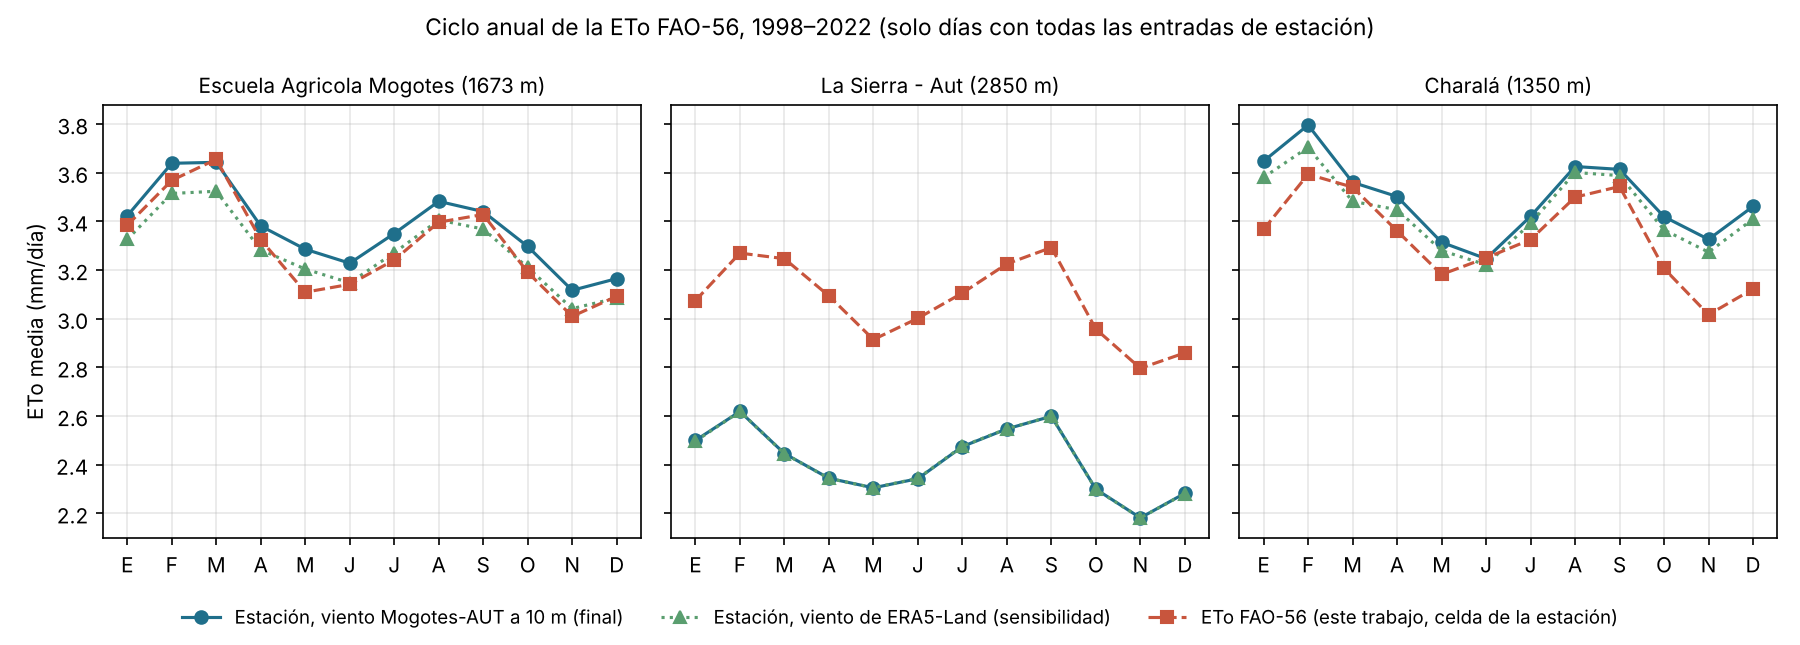 Ciclo anual de la ETo FAO-56, 1998–2022 (solo días con todas las entradas de estación)
Escuela Agricola Mogotes (1673 m)
La Sierra - Aut (2850 m)
Charalá (1350 m)
ETo media (mm/día)
3.8
3.6
3.4
3.2
3.0
2.8
2.6
2.4
2.2
E F M A M J J A S O N D
E F M A M J J A S O N D
E F M A M J J A S O N D
Estación, viento Mogotes-AUT a 10 m (final)
Estación, viento de ERA5-Land (sensibilidad)
ETo FAO-56 (este trabajo, celda de la estación)